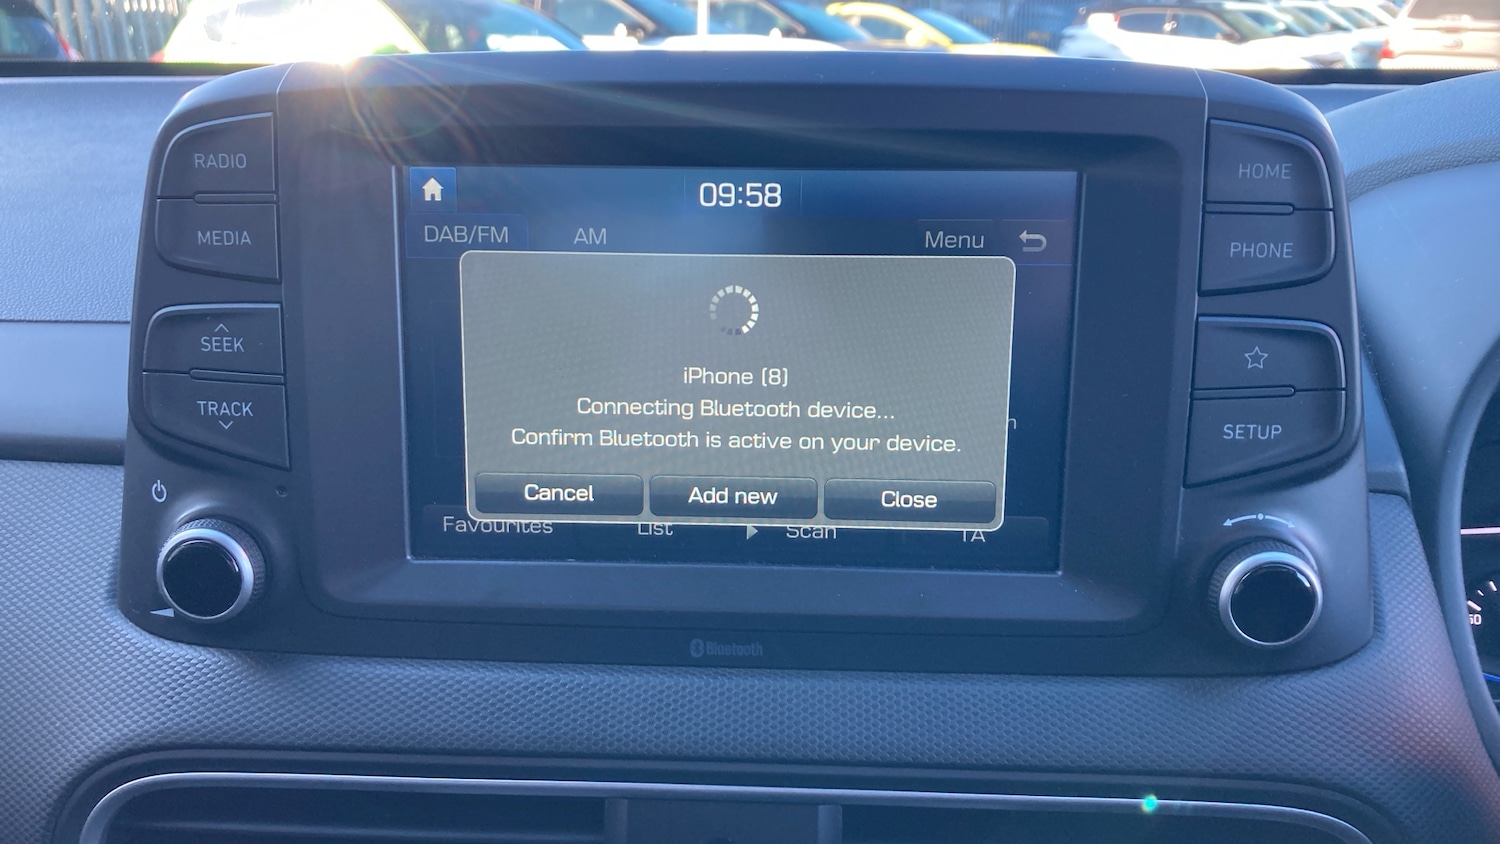 RADIO
MEDIA
SEEK
TRACK
HOME
PHONE
SETUP
09:58
DAB/FM AM Menu
iPhone (8)
Connecting Bluetooth device...
Confirm Bluetooth is active on your device.
Cancel Add new Close
Favourites List Scan TA
Bluetooth